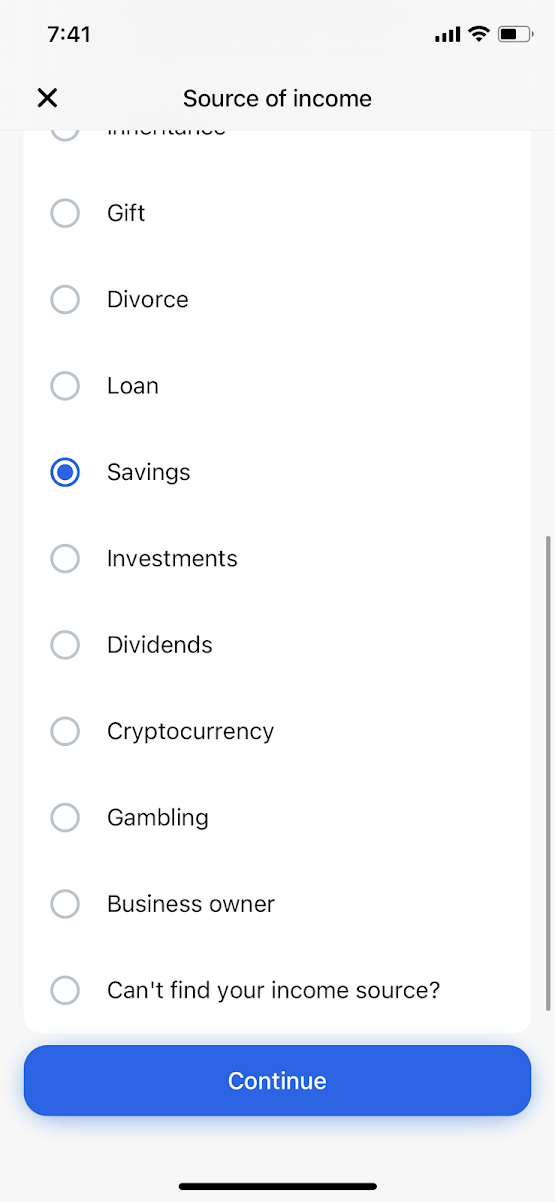 7:41
Source of income
Inheritance
Gift
Divorce
Loan
Savings
Investments
Dividends
Cryptocurrency
Gambling
Business owner
Can't find your income source?
Continue